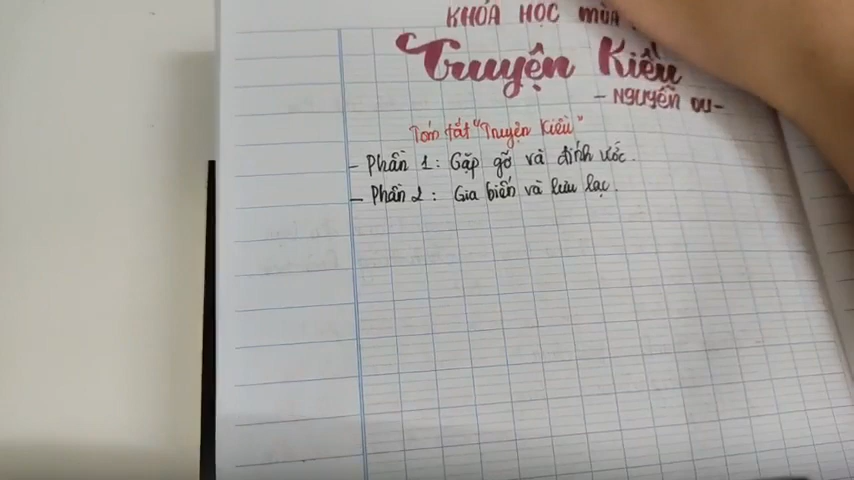 KHÓA HỌC MÙA
Truyện Kiều
- NGUYỄN DU -
Tóm tắt "Truyện Kiều"
- Phần 1: Gặp gỡ và đính ước.
- Phần 2: Gia biến và lưu lạc.